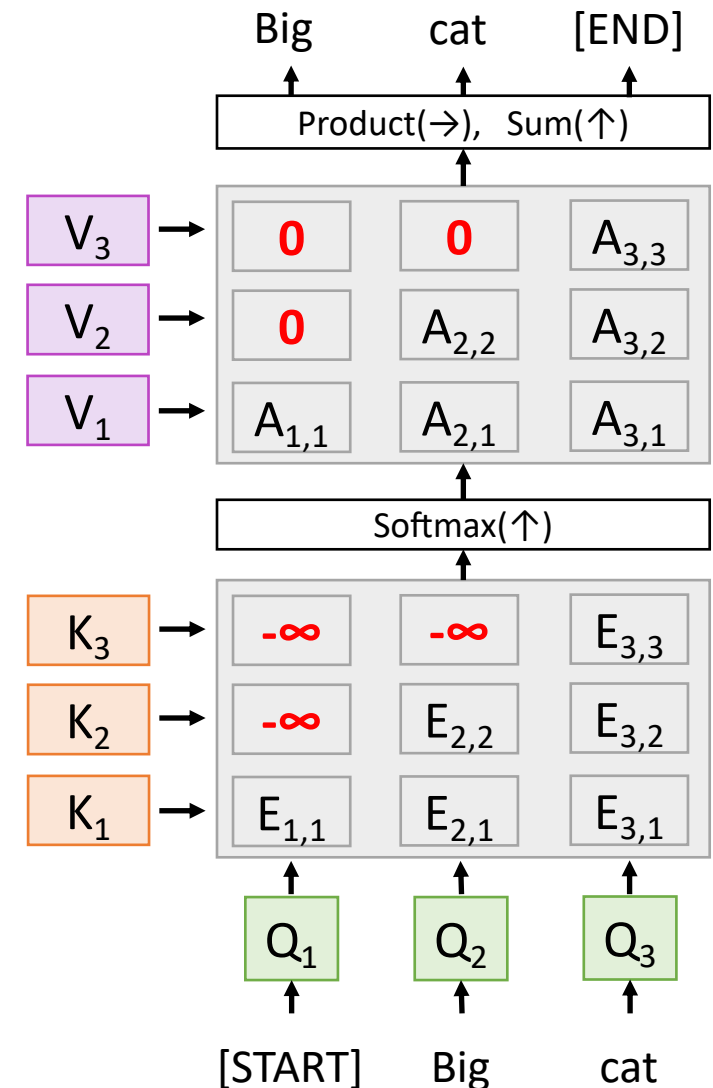 Big cat [END]
Product(→), Sum(↑)
V₃ 0 0 A₃,₃
V₂ 0 A₂,₂ A₃,₂
V₁ A₁,₁ A₂,₁ A₃,₁
Softmax(↑)
K₃ -∞ -∞ E₃,₃
K₂ -∞ E₂,₂ E₃,₂
K₁ E₁,₁ E₂,₁ E₃,₁
Q₁ Q₂ Q₃
[START] Big cat